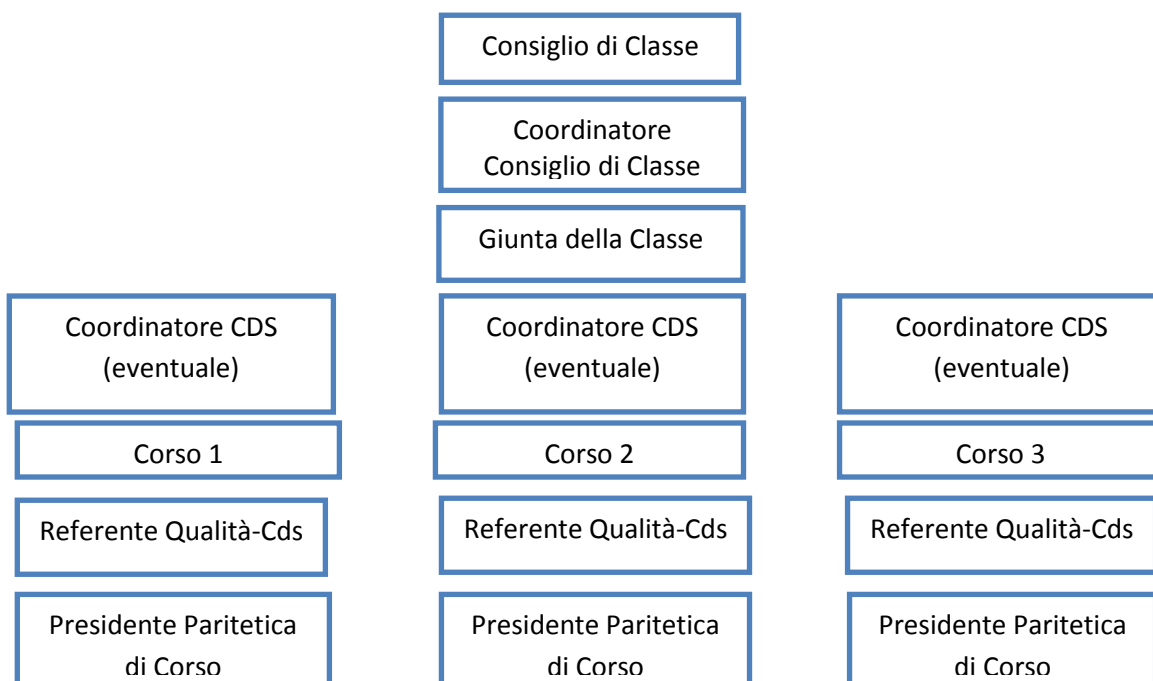 Consiglio di Classe
Coordinatore
Consiglio di Classe
Giunta della Classe
Coordinatore CDS
(eventuale)
Coordinatore CDS
(eventuale)
Coordinatore CDS
(eventuale)
Corso 1
Corso 2
Corso 3
Referente Qualità-Cds
Referente Qualità-Cds
Referente Qualità-Cds
Presidente Paritetica
di Corso
Presidente Paritetica
di Corso
Presidente Paritetica
di Corso